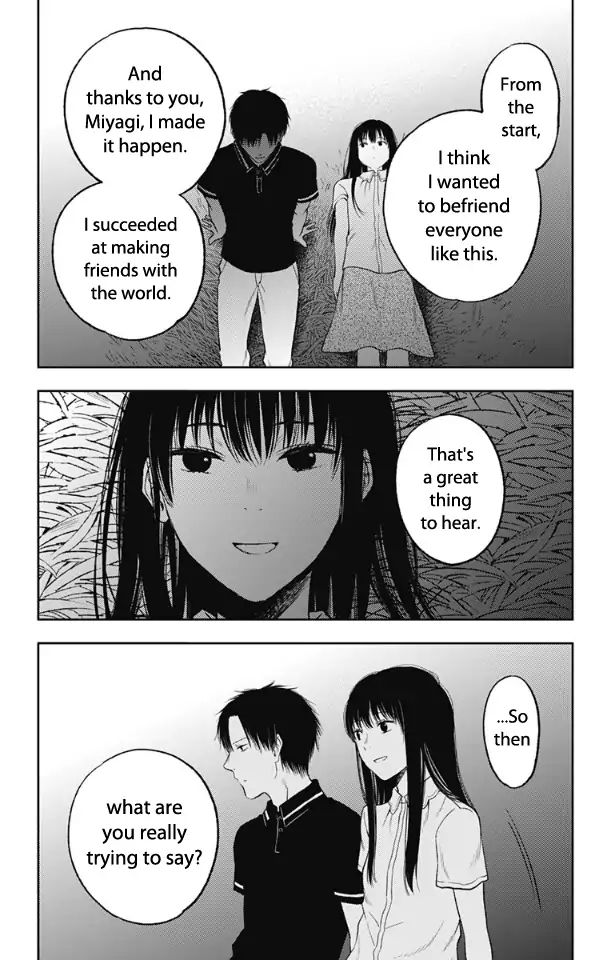 From
the
start,
I think
I wanted
to befriend
everyone
like this.
And
thanks to you,
Miyagi, I made
it happen.
I succeeded
at making
friends with
the world.
That's
a great
thing
to hear.
...So
then
what are
you really
trying to say?